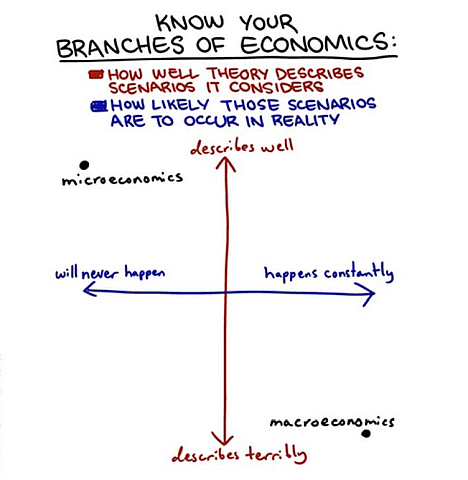 KNOW YOUR
BRANCHES OF ECONOMICS:
HOW WELL THEORY DESCRIBES
SCENARIOS IT CONSIDERS
HOW LIKELY THOSE SCENARIOS
ARE TO OCCUR IN REALITY
describes well
microeconomics
will never happen
happens constantly
macroeconomics
describes terribly